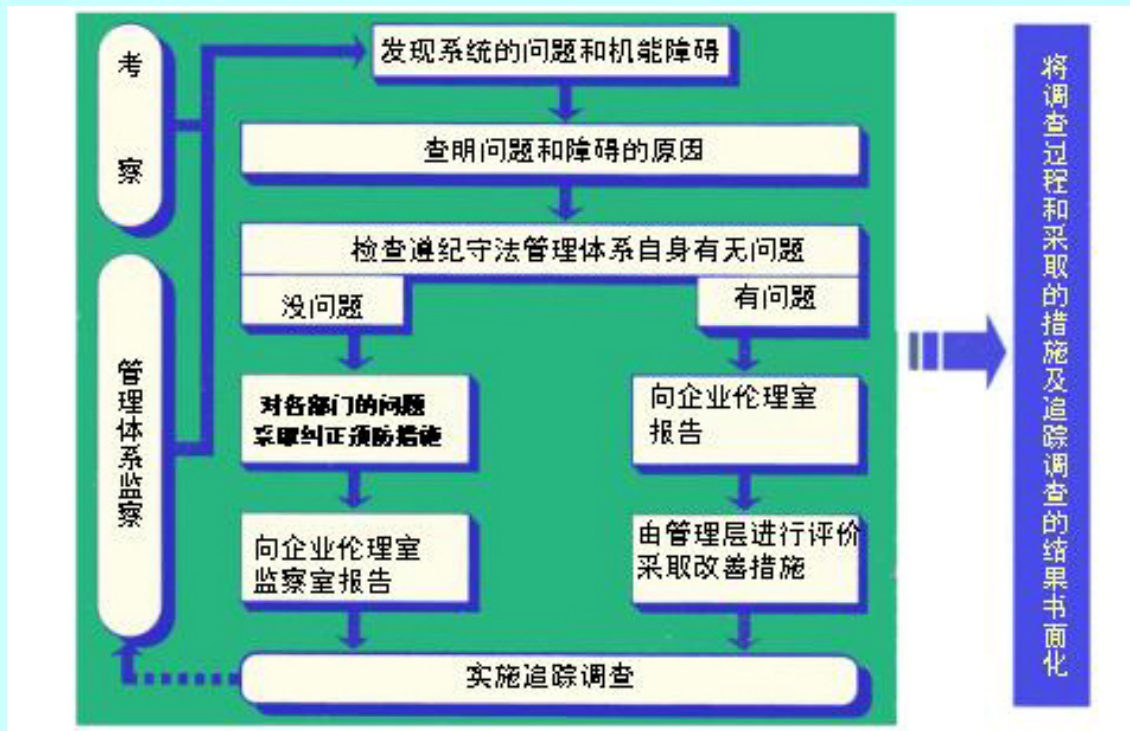 考察
发现系统的问题和机能障碍
查明问题和障碍的原因
检查遵纪守法管理体系自身有无问题
没问题
有问题
管理体系监察
对各部门的问题
采取纠正预防措施
向企业伦理室
报告
向企业伦理室
监察室报告
由管理层进行评价
采取改善措施
实施追踪调查
将调查过程和采取的措施及追踪调查的结果书面化